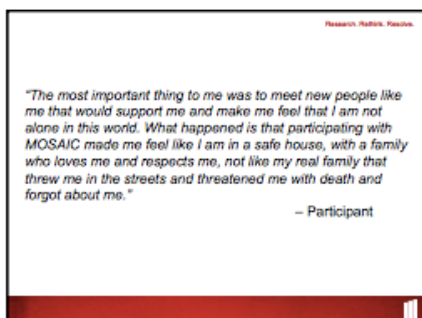 Research. Rethink. Resolve.
"The most important thing to me was to meet new people like
me that would support me and make me feel that I am not
alone in this world. What happened is that participating with
MOSAIC made me feel like I am in a safe house, with a family
who loves me and respects me, not like my real family that
threw me in the streets and threatened me with death and
forgot about me."
– Participant